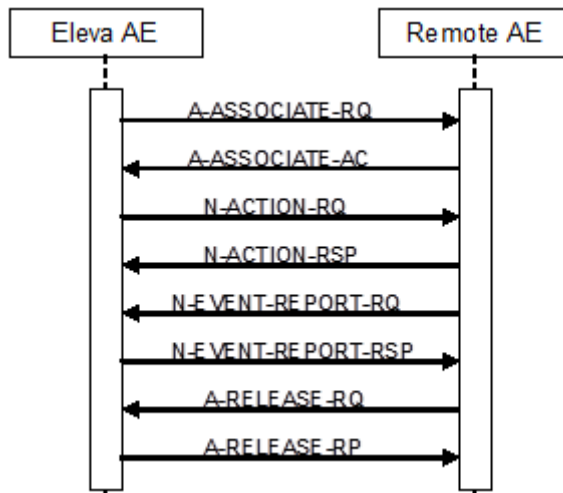 Eleva AE
Remote AE
A-ASSOCIATE-RQ
A-ASSOCIATE-AC
N-ACTION-RQ
N-ACTION-RSP
N-EVENT-REPORT-RQ
N-EVENT-REPORT-RSP
A-RELEASE-RQ
A-RELEASE-RP